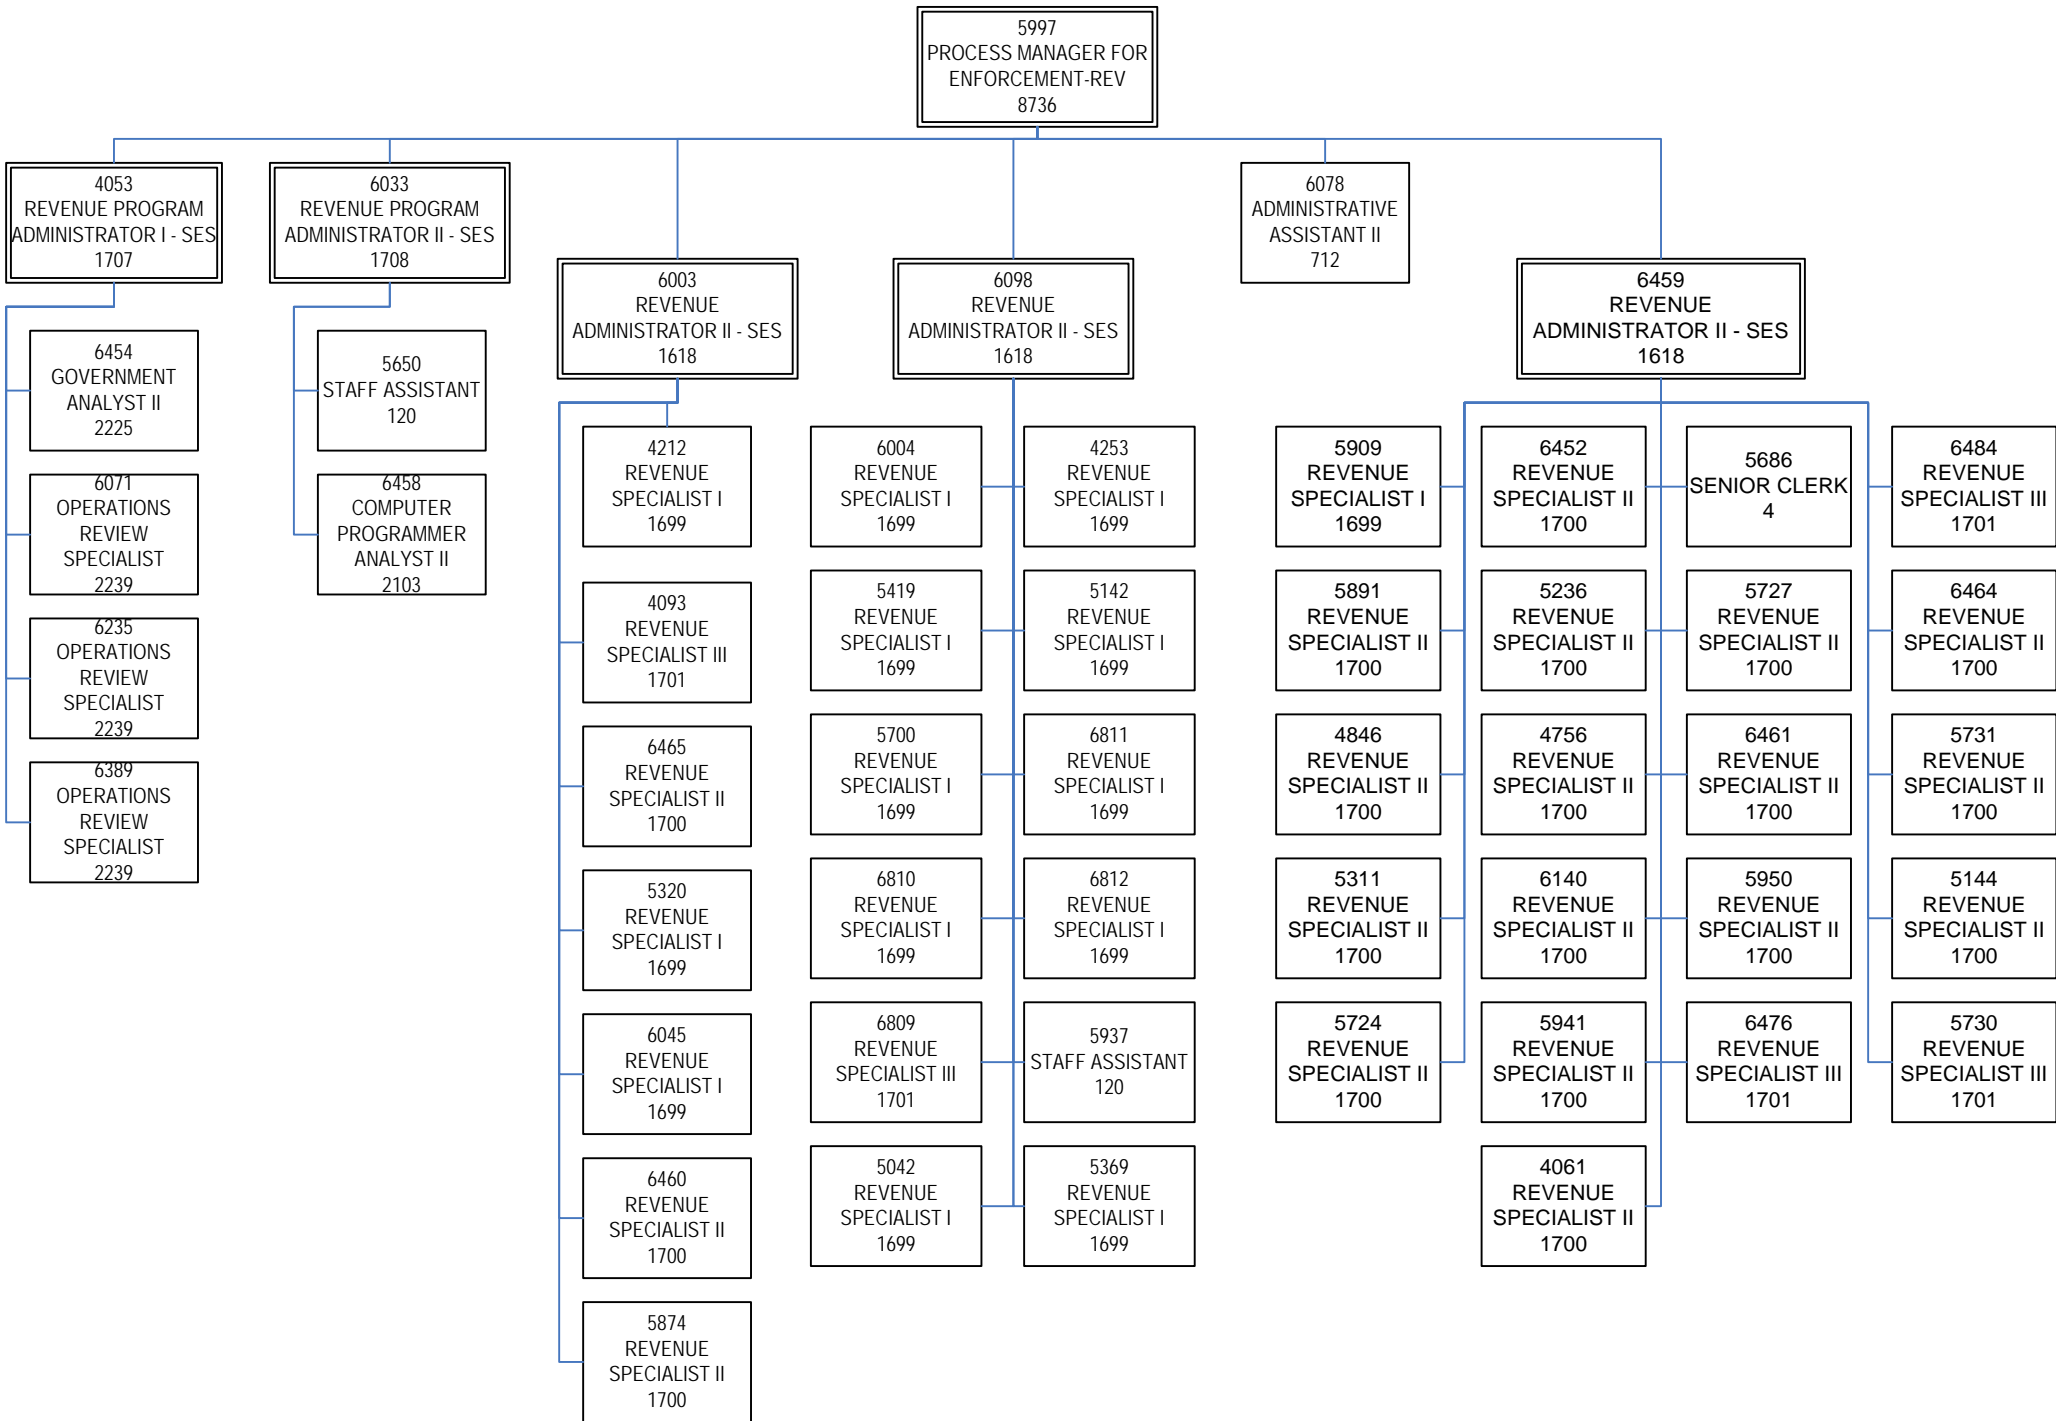 5997
PROCESS MANAGER FOR
ENFORCEMENT-REV
8736
4053
REVENUE PROGRAM
ADMINISTRATOR I - SES
1707
6033
REVENUE PROGRAM
ADMINISTRATOR II - SES
1708
6003
REVENUE
ADMINISTRATOR II - SES
1618
6098
REVENUE
ADMINISTRATOR II - SES
1618
6078
ADMINISTRATIVE
ASSISTANT II
712
6459
REVENUE
ADMINISTRATOR II - SES
1618
6454
GOVERNMENT
ANALYST II
2225
6071
OPERATIONS
REVIEW
SPECIALIST
2239
6235
OPERATIONS
REVIEW
SPECIALIST
2239
6389
OPERATIONS
REVIEW
SPECIALIST
2239
5650
STAFF ASSISTANT
120
6458
COMPUTER
PROGRAMMER
ANALYST II
2103
4212
REVENUE
SPECIALIST I
1699
4093
REVENUE
SPECIALIST III
1701
6465
REVENUE
SPECIALIST II
1700
5320
REVENUE
SPECIALIST I
1699
6045
REVENUE
SPECIALIST I
1699
6460
REVENUE
SPECIALIST II
1700
5874
REVENUE
SPECIALIST II
1700
6004
REVENUE
SPECIALIST I
1699
5419
REVENUE
SPECIALIST I
1699
5700
REVENUE
SPECIALIST I
1699
6810
REVENUE
SPECIALIST I
1699
6809
REVENUE
SPECIALIST III
1701
5042
REVENUE
SPECIALIST I
1699
4253
REVENUE
SPECIALIST I
1699
5142
REVENUE
SPECIALIST I
1699
6811
REVENUE
SPECIALIST I
1699
6812
REVENUE
SPECIALIST I
1699
5937
STAFF ASSISTANT
120
5369
REVENUE
SPECIALIST I
1699
5909
REVENUE
SPECIALIST I
1699
5891
REVENUE
SPECIALIST II
1700
4846
REVENUE
SPECIALIST II
1700
5311
REVENUE
SPECIALIST II
1700
5724
REVENUE
SPECIALIST II
1700
6452
REVENUE
SPECIALIST II
1700
5236
REVENUE
SPECIALIST II
1700
4756
REVENUE
SPECIALIST II
1700
6140
REVENUE
SPECIALIST II
1700
5941
REVENUE
SPECIALIST II
1700
4061
REVENUE
SPECIALIST II
1700
5686
SENIOR CLERK
4
5727
REVENUE
SPECIALIST II
1700
6461
REVENUE
SPECIALIST II
1700
5950
REVENUE
SPECIALIST II
1700
6476
REVENUE
SPECIALIST III
1701
6484
REVENUE
SPECIALIST III
1701
6464
REVENUE
SPECIALIST II
1700
5731
REVENUE
SPECIALIST II
1700
5144
REVENUE
SPECIALIST II
1700
5730
REVENUE
SPECIALIST III
1701